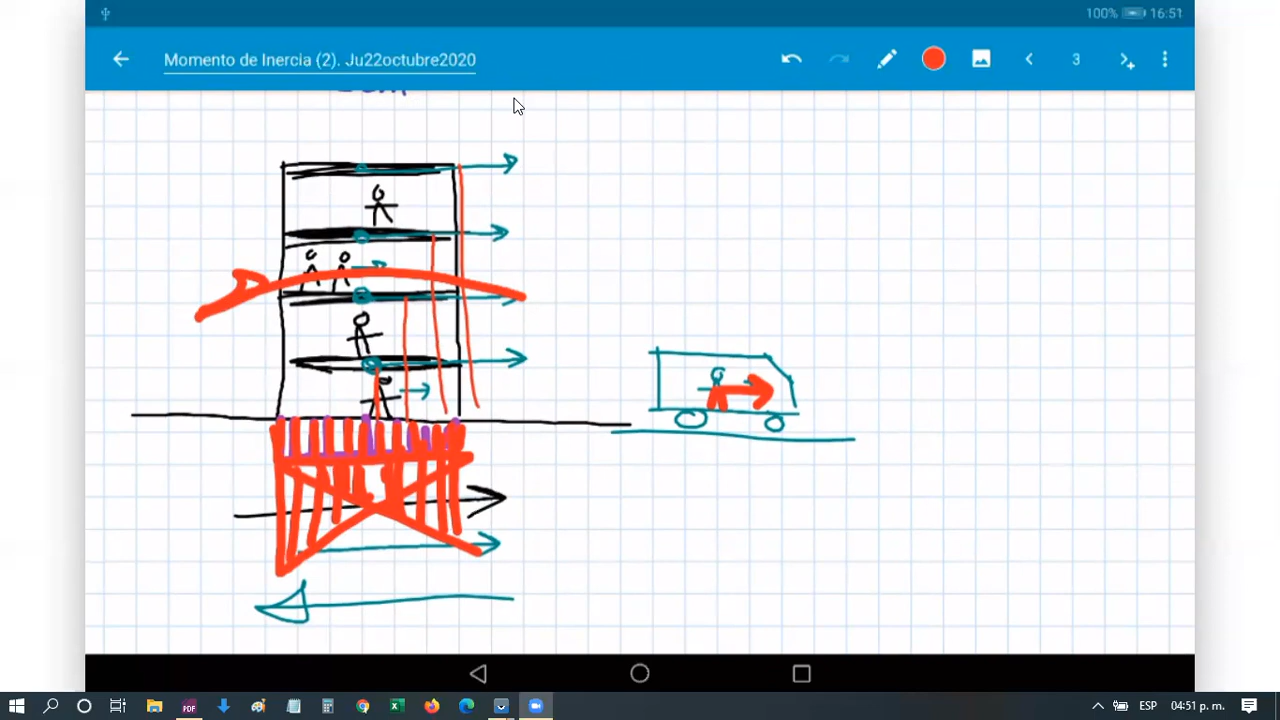 100% 16:51
Momento de Inercia (2). Ju22octubre2020
3
ESP 04:51 p. m.